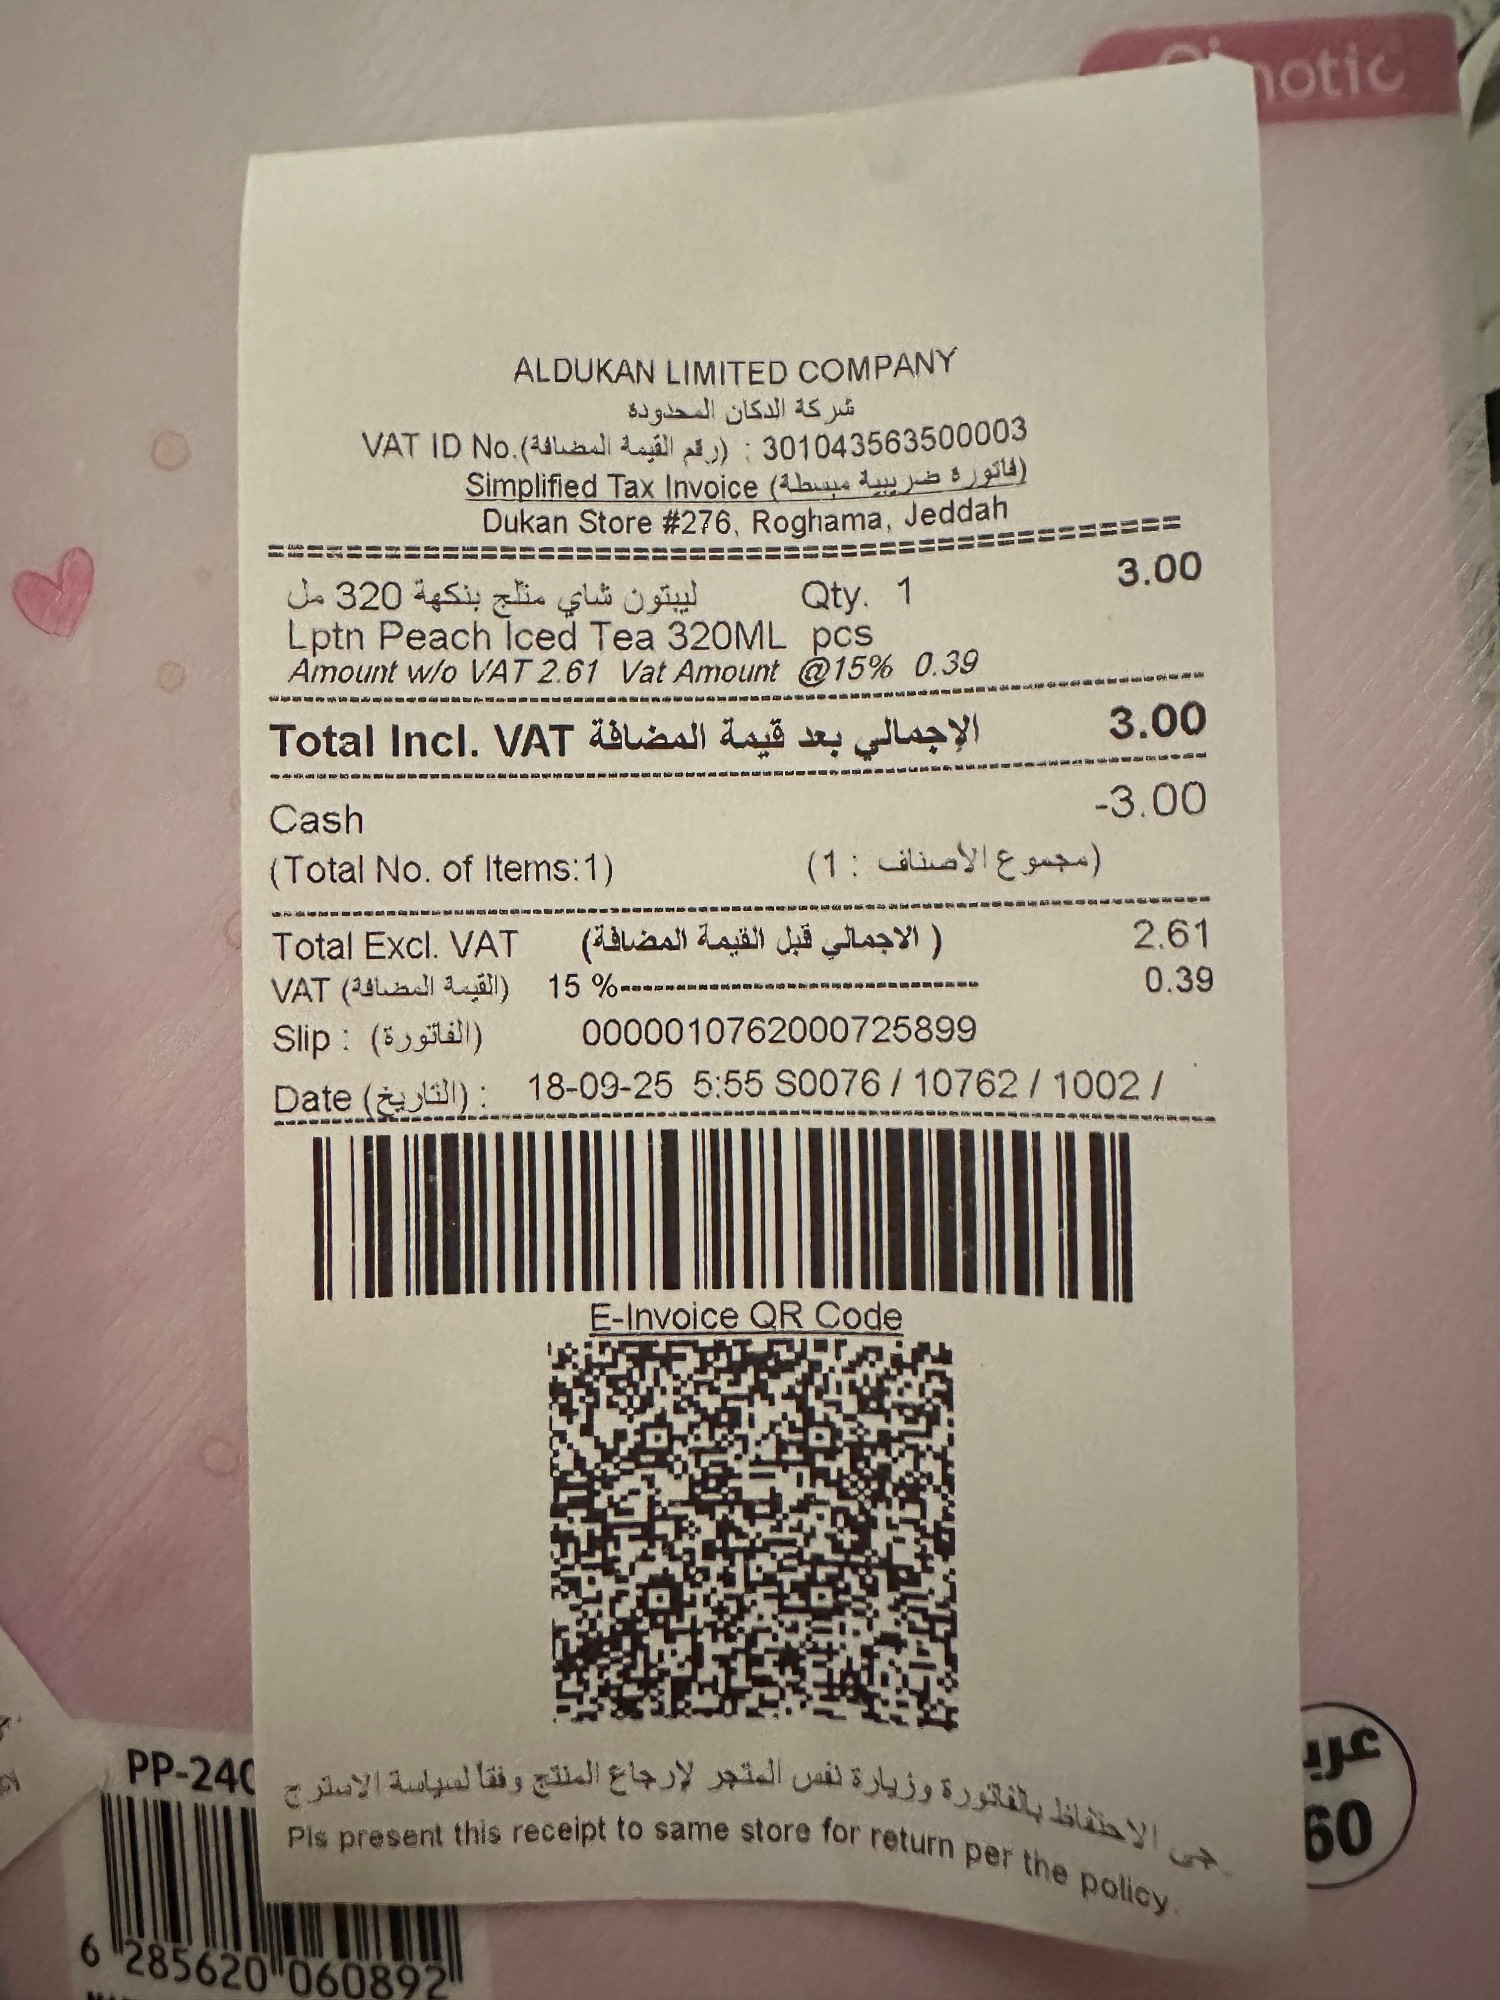 ALDUKAN LIMITED COMPANY
شركة الدكان المحدودة
VAT ID No.(رقم القيمة المضافة) : 301043563500003
Simplified Tax Invoice (فاتورة ضريبية مبسطة)
Dukan Store #276, Roghama, Jeddah
ليبتون شاي مثلج بنكهة 320 مل Qty. 1 3.00
Lptn Peach Iced Tea 320ML pcs
Amount w/o VAT 2.61 Vat Amount @15% 0.39
Total Incl. VAT الإجمالي بعد قيمة المضافة 3.00
Cash -3.00
(Total No. of Items:1) (مجموع الأصناف : 1)
Total Excl. VAT (الاجمالي قبل القيمة المضافة ) 2.61
VAT (القيمة المضافة) 15 % 0.39
Slip : (الفاتورة) 0000010762000725899
Date (التاريخ) : 18-09-25 5:55 S0076 / 10762 / 1002 /
E-Invoice QR Code
جى الاحتفاظ بالفاتورة وزيارة نفس المتجر لإرجاع المنتج وفقا لسياسة الاسترج
Pls present this receipt to same store for return per the policy.
PP-240
6 285620 060892
60